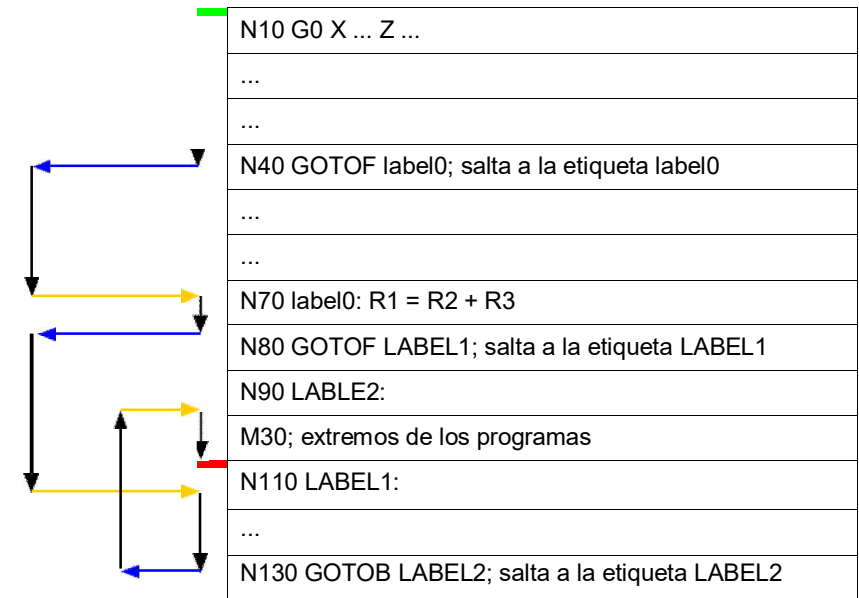 N10 G0 X ... Z ...
...
...
N40 GOTOF label0; salta a la etiqueta label0
...
...
N70 label0: R1 = R2 + R3
N80 GOTOF LABEL1; salta a la etiqueta LABEL1
N90 LABLE2:
M30; extremos de los programas
N110 LABEL1:
...
N130 GOTOB LABEL2; salta a la etiqueta LABEL2